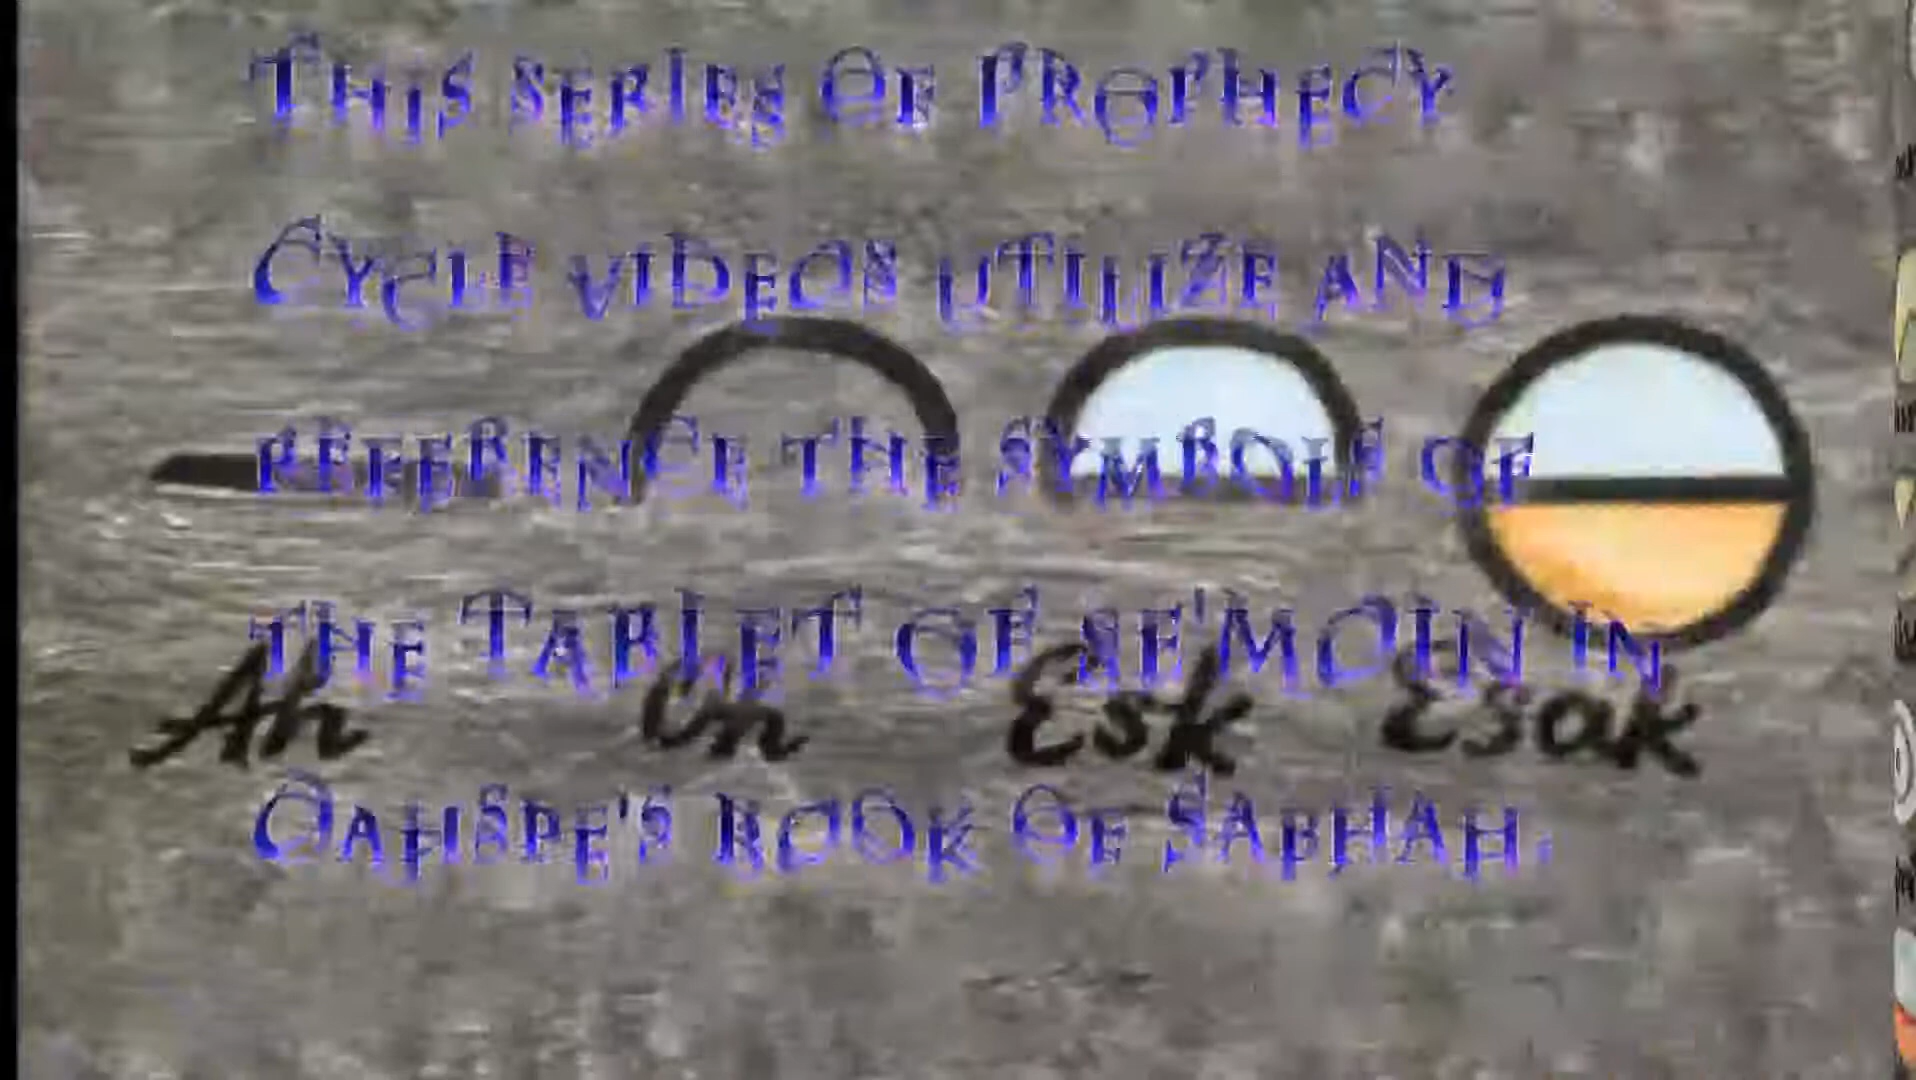 THIS SERIES OF PROPHECY
CYCLE VIDEOS UTILIZE AND
REFERENCE THE SYMBOLS OF
THE TABLET OF SE'MOIN IN
Ah On Esk Esak
OAHSPE'S BOOK OF SAPHAH.